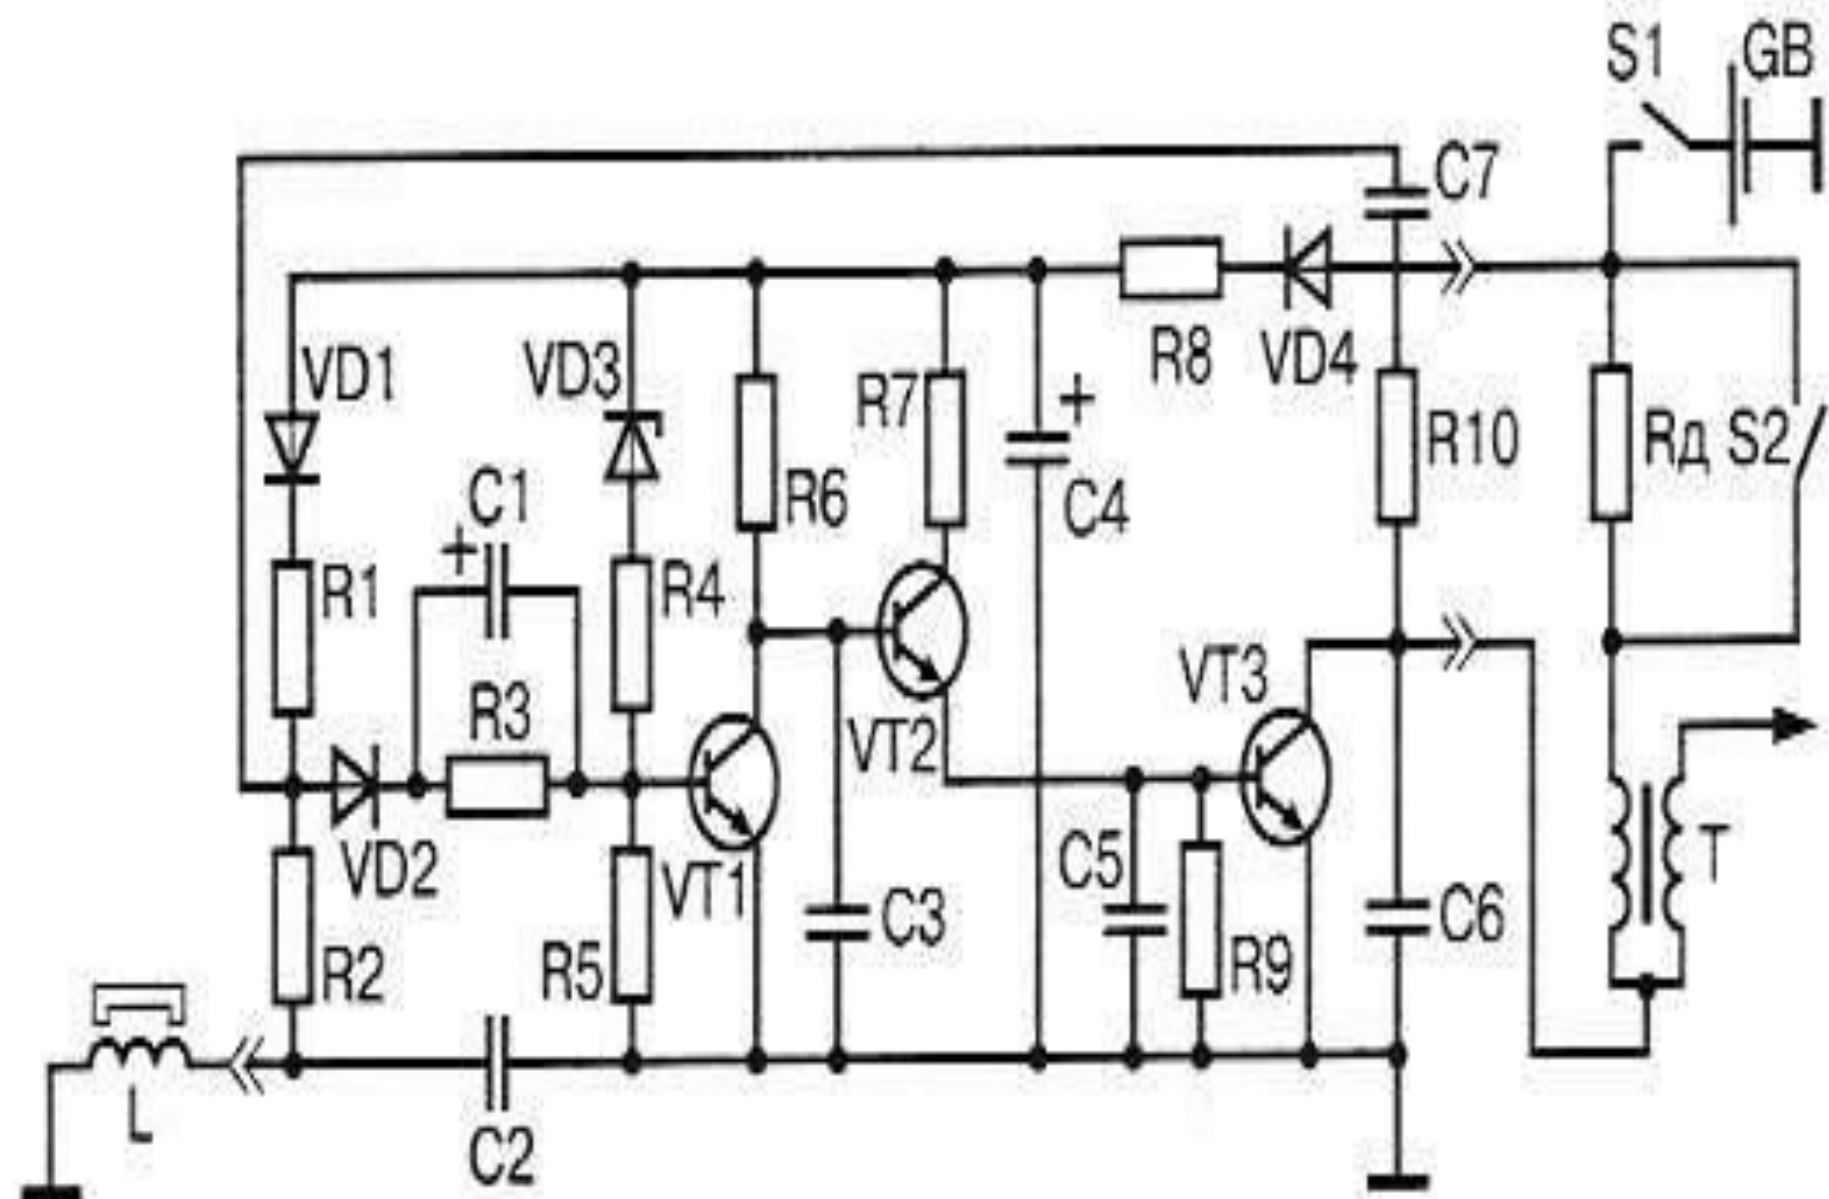 S1 GB
C7
VD1 VD3 R7 R8 VD4
+
R10 Rд S2
C1 R6 C4
+
R1 R4
R3 VT3
VT2
VD2 VT1 C5 T
C3 C6
R2 R5 R9
L C2